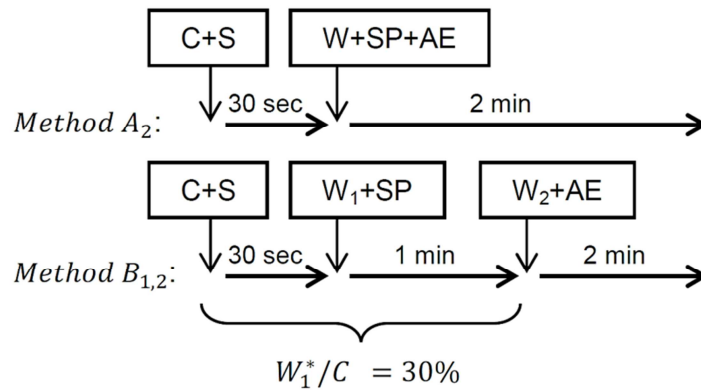 C+S W+SP+AE
30 sec 2 min
Method A₂:
C+S W₁+SP W₂+AE
30 sec 1 min 2 min
Method B₁,₂:
W₁*/C = 30%